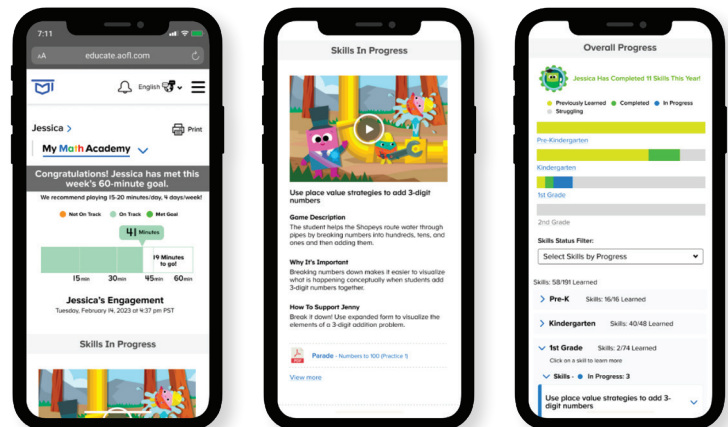 7:11
AA educate.aofl.com
English
Jessica >
Print
My Math Academy
Congratulations! Jessica has met this
week's 60-minute goal.
We recommend playing 15-20 minutes/day, 4 days/week!
Not On Track On Track Met Goal
41 Minutes
19 Minutes
to go!
15min 30min 45min 60min
Jessica's Engagement
Tuesday, February 14, 2023 at 4:37 pm PST
Skills In Progress
Skills In Progress
Use place value strategies to add 3-digit
numbers
Game Description
The student helps the Shapeys route water through
pipes by breaking numbers into hundreds, tens, and
ones and then adding them.
Why It's Important
Breaking numbers down makes it easier to visualize
what is happening conceptually when students add
3-digit numbers together.
How To Support Jenny
Break it down! Use expanded form to visualize the
elements of a 3-digit addition problem.
PDF
Parade - Numbers to 100 (Practice 1)
View more
Overall Progress
Jessica Has Completed 11 Skills This Year!
Previously Learned Completed In Progress
Struggling
Pre-Kindergarten
Kindergarten
1st Grade
2nd Grade
Skills Status Filter:
Select Skills by Progress
Skills: 58/191 Learned
> Pre-K Skills: 16/16 Learned
> Kindergarten Skills: 40/48 Learned
1st Grade Skills: 2/74 Learned
Click on a skill to learn more
Skills - In Progress: 3
Use place value strategies to add 3-
digit numbers